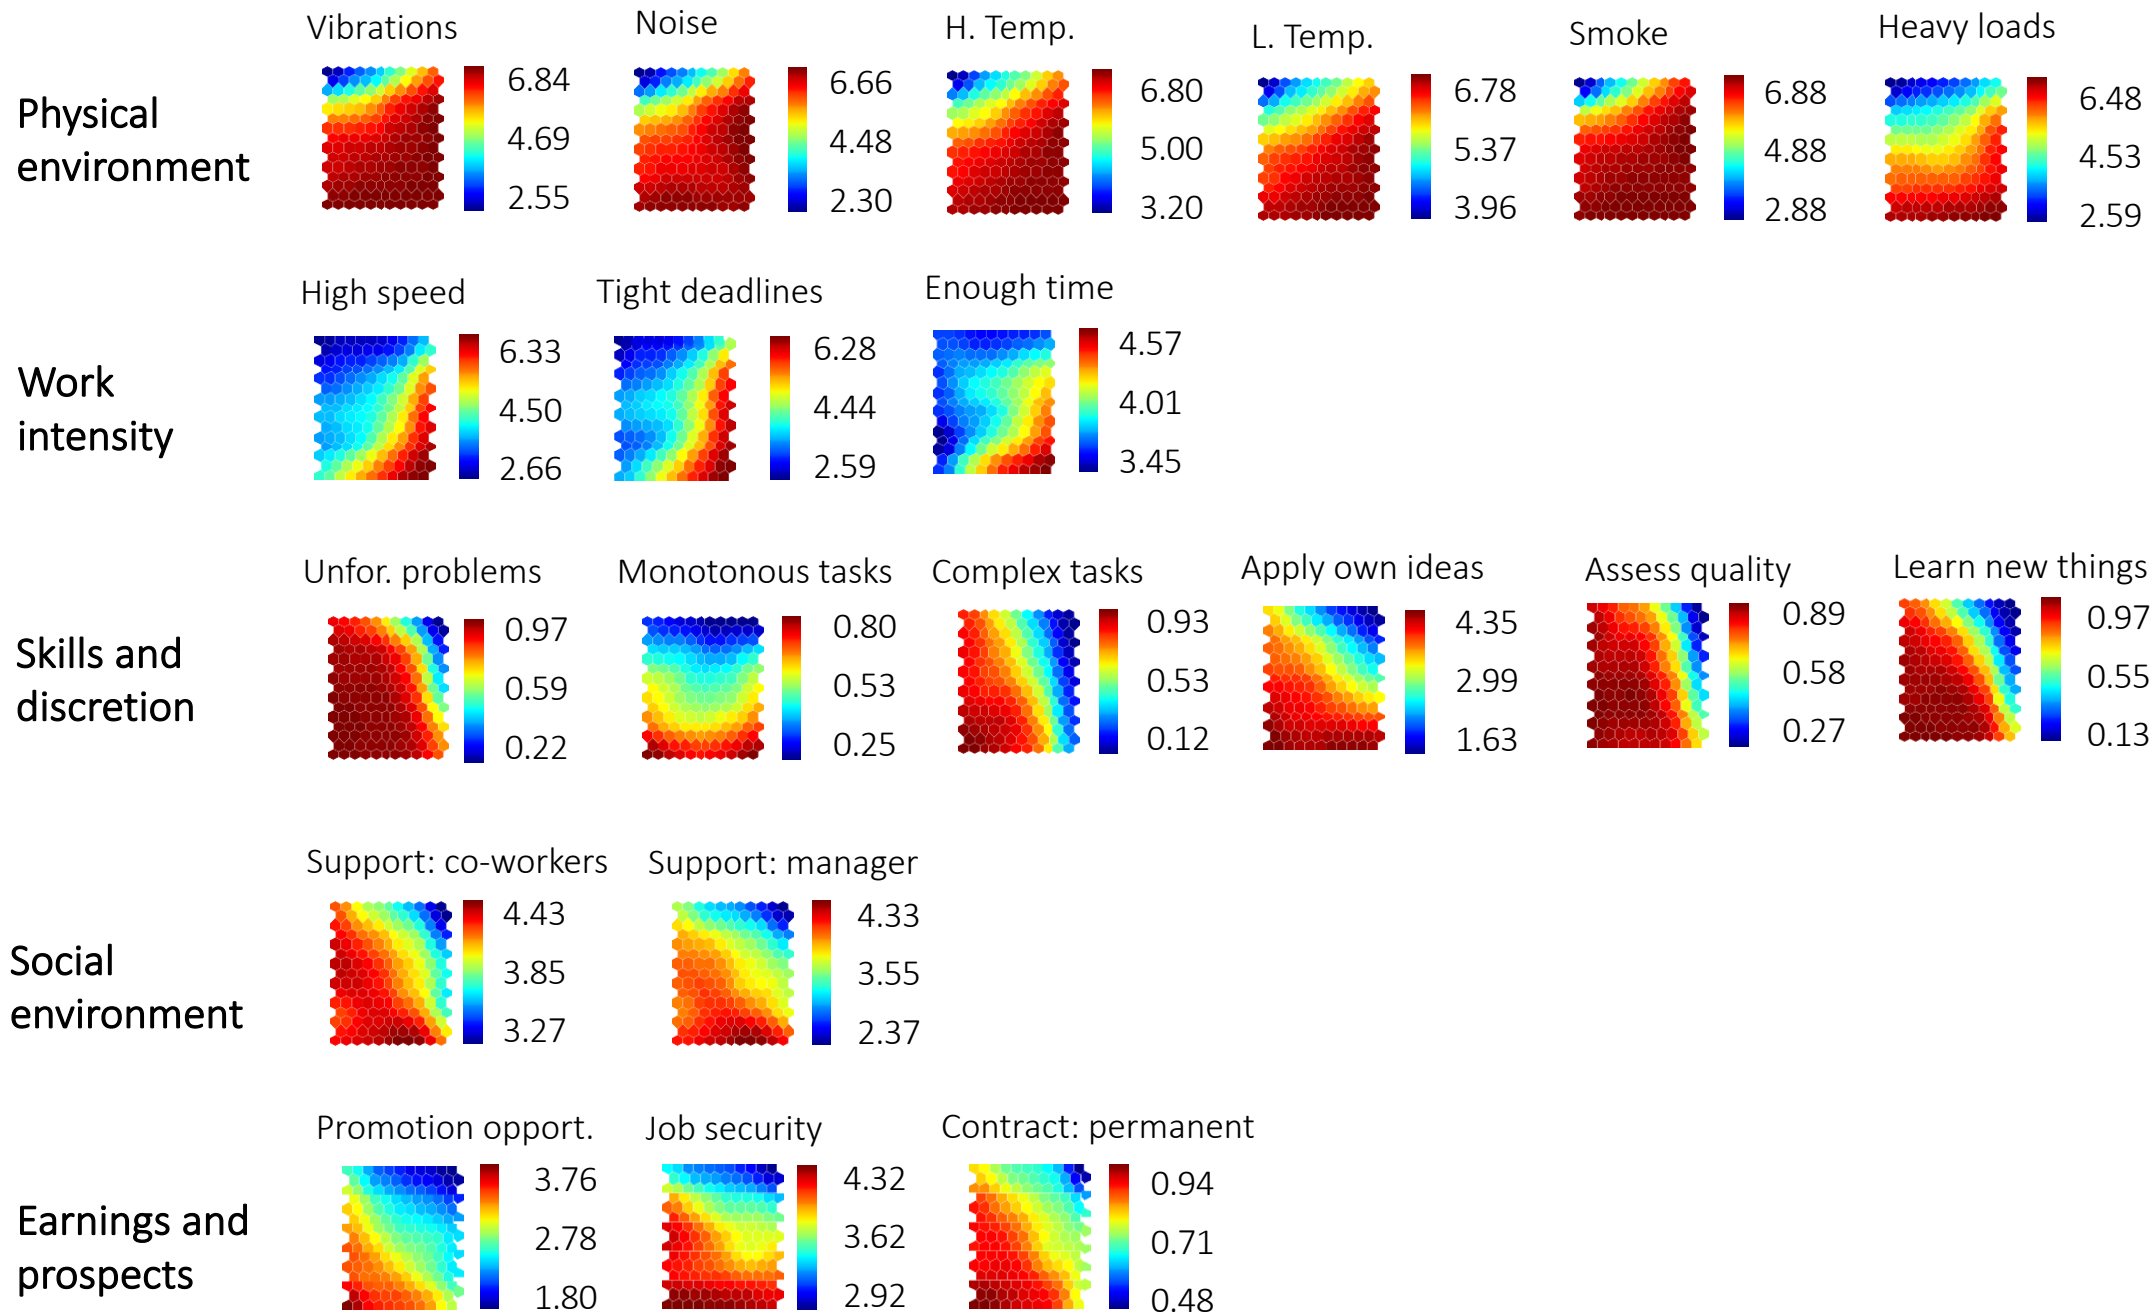 Vibrations
Noise
H. Temp.
L. Temp.
Smoke
Heavy loads
Physical
environment
6.84
4.69
2.55
6.66
4.48
2.30
6.80
5.00
3.20
6.78
5.37
3.96
6.88
4.88
2.88
6.48
4.53
2.59
High speed
Tight deadlines
Enough time
Work
intensity
6.33
4.50
2.66
6.28
4.44
2.59
4.57
4.01
3.45
Unfor. problems
Monotonous tasks
Complex tasks
Apply own ideas
Assess quality
Learn new things
Skills and
discretion
0.97
0.59
0.22
0.80
0.53
0.25
0.93
0.53
0.12
4.35
2.99
1.63
0.89
0.58
0.27
0.97
0.55
0.13
Support: co-workers
Support: manager
Social
environment
4.43
3.85
3.27
4.33
3.55
2.37
Promotion opport.
Job security
Contract: permanent
Earnings and
prospects
3.76
2.78
1.80
4.32
3.62
2.92
0.94
0.71
0.48